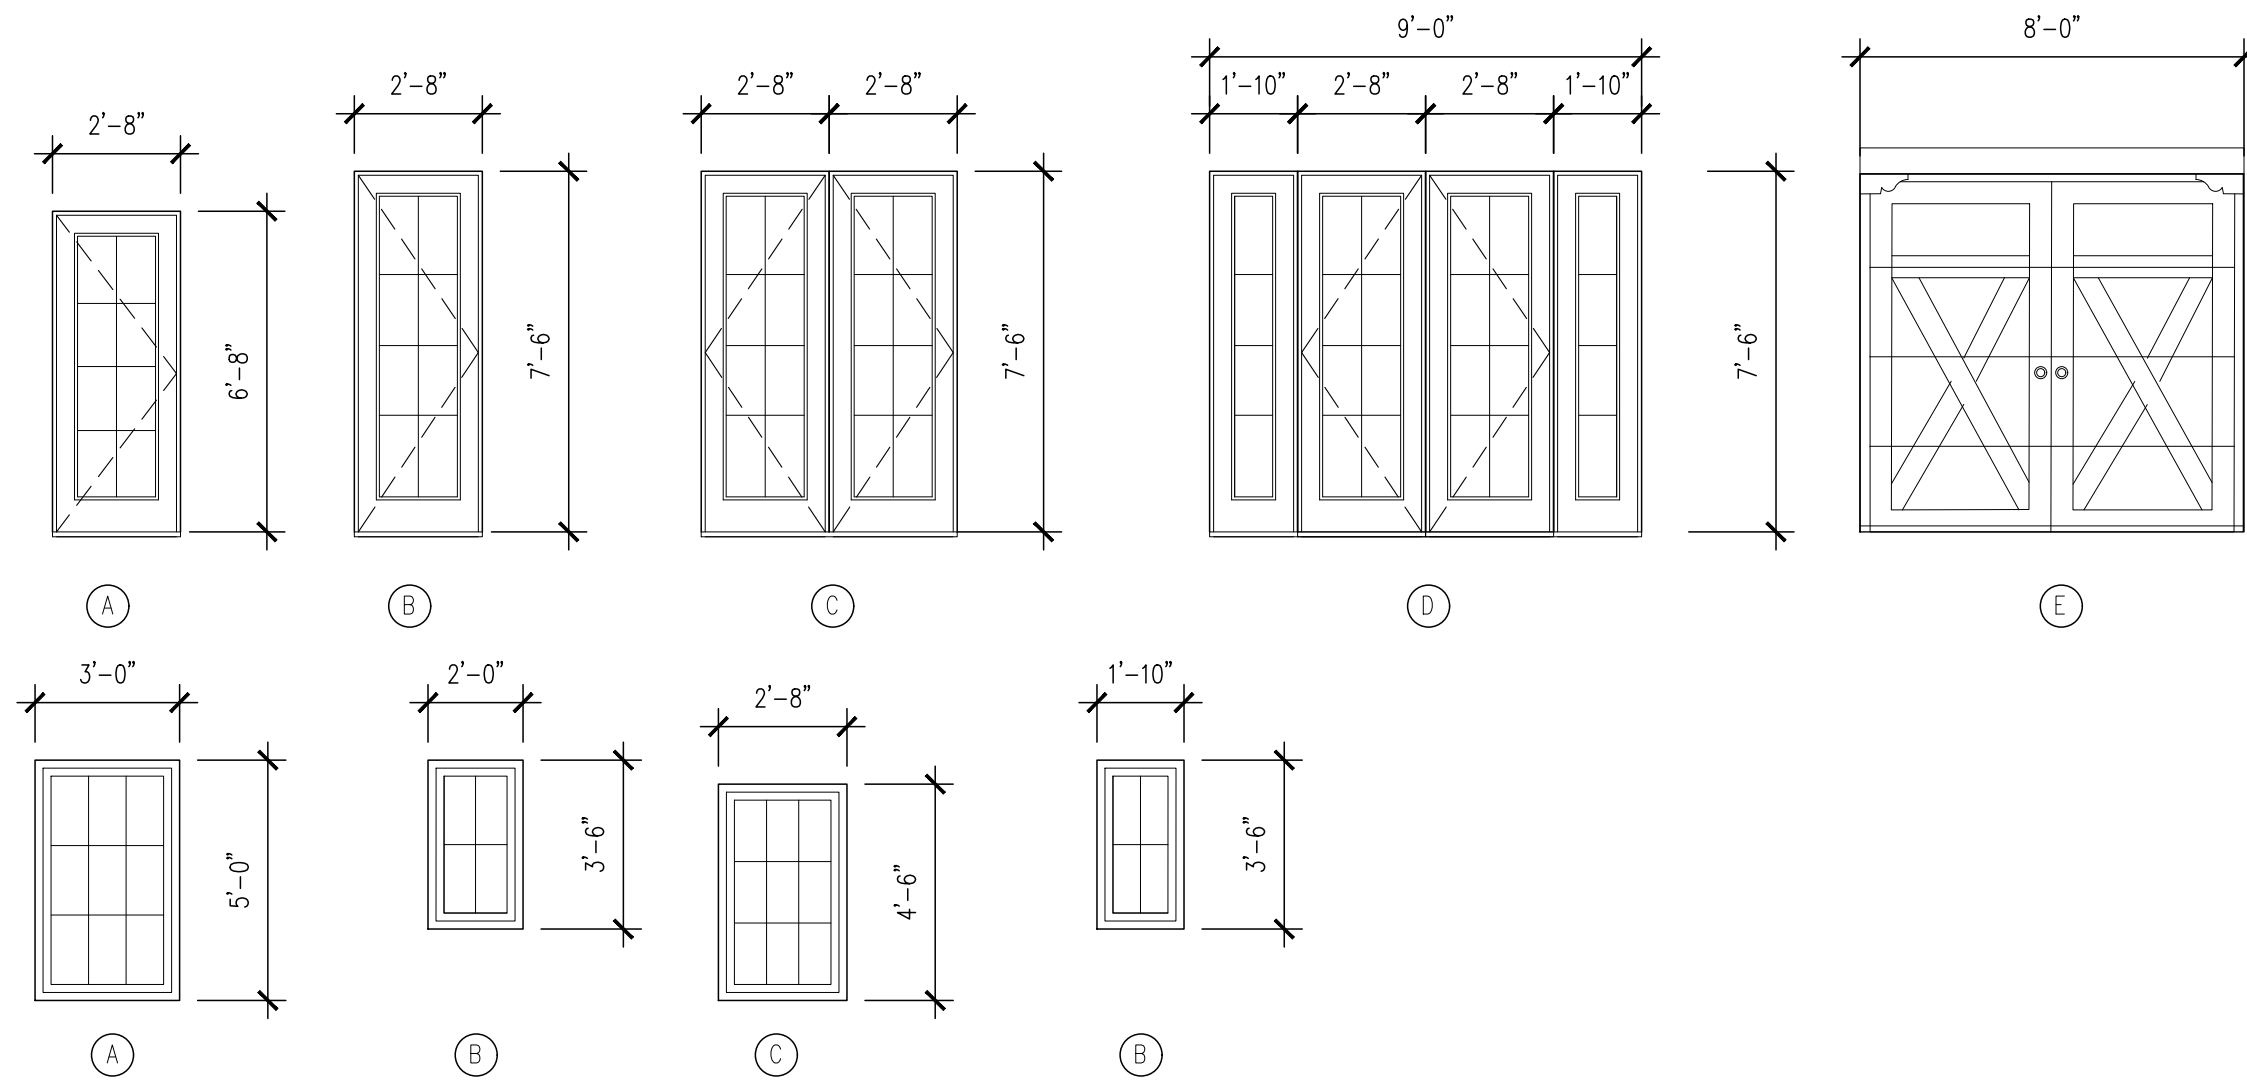 9’-0”
8’-0”
2’-8”
2’-8”
2’-8”
2’-8”
1’-10”
2’-8”
2’-8”
1’-10”
6’-8”
7’-6”
7’-6”
7’-6”
A
B
C
D
E
3’-0”
2’-0”
2’-8”
1’-10”
5’-0”
3’-6”
4’-6”
3’-6”
A
B
C
B